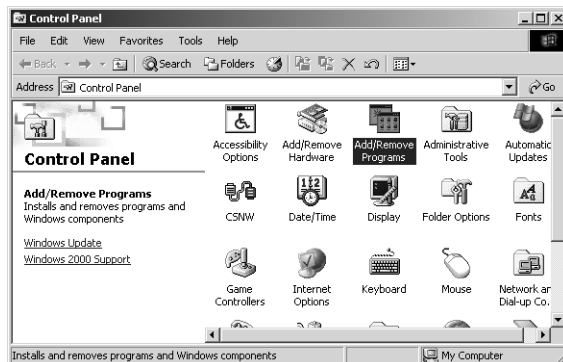 Control Panel
File Edit View Favorites Tools Help
Back Search Folders
Address Control Panel Go
Control Panel
Add/Remove Programs
Installs and removes programs and
Windows components
Windows Update
Windows 2000 Support
Accessibility
Options
Add/Remove
Hardware
Add/Remove
Programs
Administrative
Tools
Automatic
Updates
CSNW
Date/Time
Display
Folder Options
Fonts
Game
Controllers
Internet
Options
Keyboard
Mouse
Network an
Dial-up Co.
Installs and removes programs and Windows components
My Computer